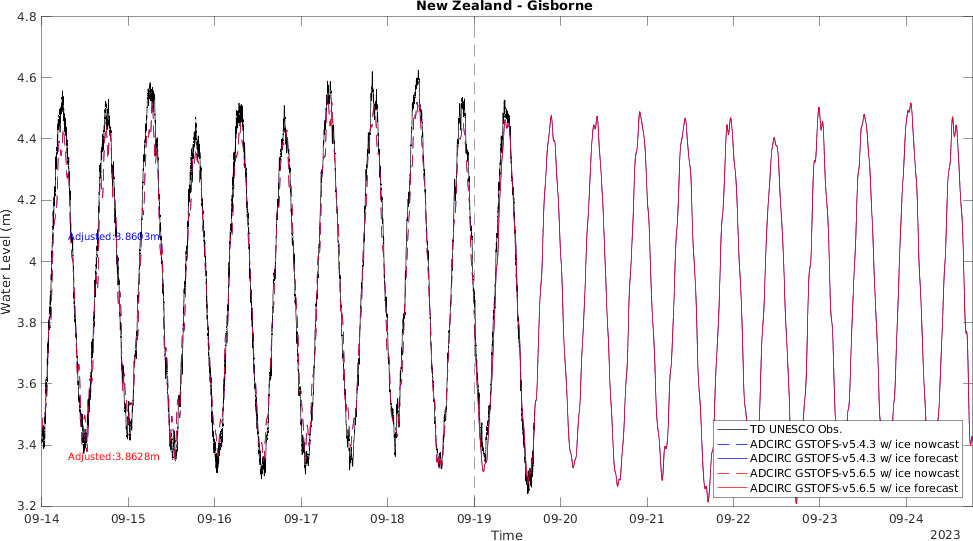 New Zealand - Gisborne
4.8
4.6
4.4
4.2
4
3.8
3.6
3.4
3.2
Water Level (m)
Adjusted:3.8603m
Adjusted:3.8628m
TD UNESCO Obs.
ADCIRC GSTOFS-v5.4.3 w/ ice nowcast
ADCIRC GSTOFS-v5.4.3 w/ ice forecast
ADCIRC GSTOFS-v5.6.5 w/ ice nowcast
ADCIRC GSTOFS-v5.6.5 w/ ice forecast
09-14 09-15 09-16 09-17 09-18 09-19 09-20 09-21 09-22 09-23 09-24
Time
2023